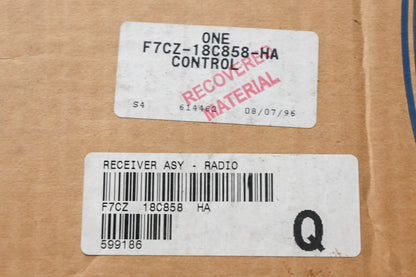 ONE
F7CZ-18C858-HA
CONTROL
RECOVERED
MATERIAL
S4 614462 08/07/96
RECEIVER ASY - RADIO
F7CZ 18C858 HA
599186
Q